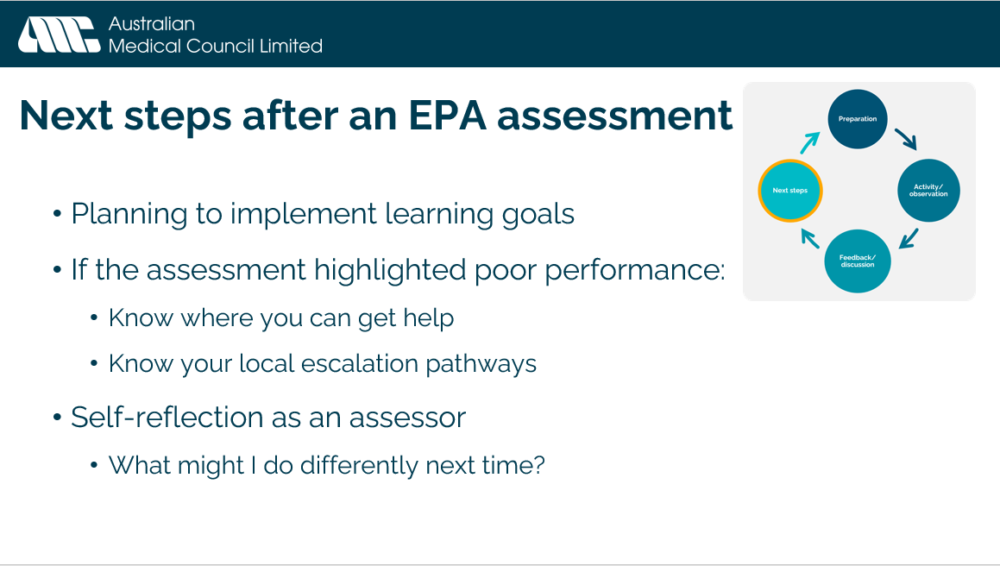 Australian
Medical Council Limited
Next steps after an EPA assessment
• Planning to implement learning goals
• If the assessment highlighted poor performance:
• Know where you can get help
• Know your local escalation pathways
• Self-reflection as an assessor
• What might I do differently next time?
Preparation
Activity/
observation
Feedback/
discussion
Next steps